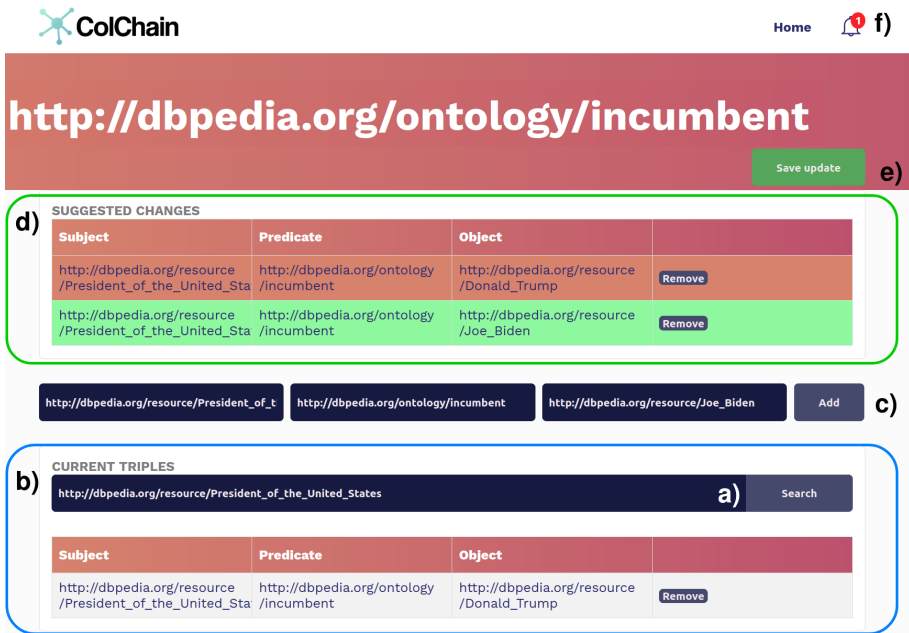 ColChain
Home
1
f)
http://dbpedia.org/ontology/incumbent
Save update
e)
d)
SUGGESTED CHANGES
Subject Predicate Object
http://dbpedia.org/resource http://dbpedia.org/ontology http://dbpedia.org/resource
/President_of_the_United_Sta /incumbent /Donald_Trump
Remove
http://dbpedia.org/resource http://dbpedia.org/ontology http://dbpedia.org/resource
/President_of_the_United_Sta /incumbent /Joe_Biden
Remove
http://dbpedia.org/resource/President_of_t http://dbpedia.org/ontology/incumbent http://dbpedia.org/resource/Joe_Biden Add c)
b)
CURRENT TRIPLES
http://dbpedia.org/resource/President_of_the_United_States a) Search
Subject Predicate Object
http://dbpedia.org/resource http://dbpedia.org/ontology http://dbpedia.org/resource
/President_of_the_United_Sta /incumbent /Donald_Trump
Remove